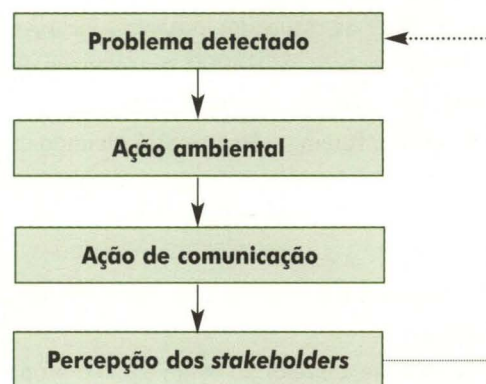 Problema detectado
Ação ambiental
Ação de comunicação
Percepção dos stakeholders